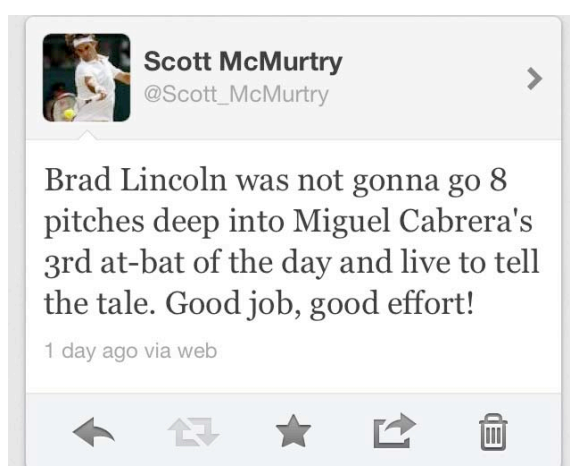 Scott McMurtry
@Scott_McMurtry
Brad Lincoln was not gonna go 8
pitches deep into Miguel Cabrera's
3rd at-bat of the day and live to tell
the tale. Good job, good effort!
1 day ago via web